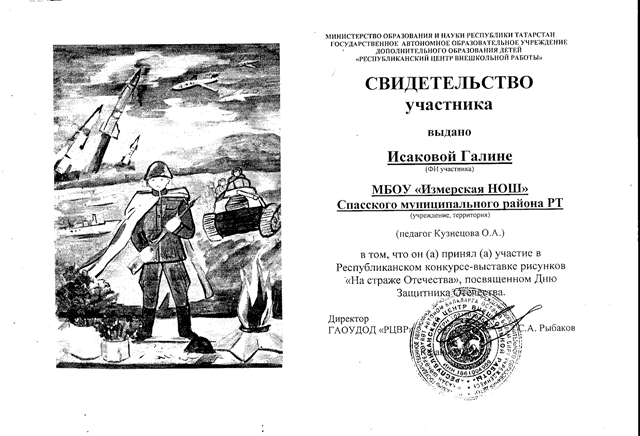 МИНИСТЕРСТВО ОБРАЗОВАНИЯ И НАУКИ РЕСПУБЛИКИ ТАТАРСТАН
ГОСУДАРСТВЕННОЕ АВТОНОМНОЕ ОБРАЗОВАТЕЛЬНОЕ УЧРЕЖДЕНИЕ
ДОПОЛНИТЕЛЬНОГО ОБРАЗОВАНИЯ ДЕТЕЙ
«РЕСПУБЛИКАНСКИЙ ЦЕНТР ВНЕШКОЛЬНОЙ РАБОТЫ»
СВИДЕТЕЛЬСТВО
участника
выдано
Исаковой Галине
(ФИ участника)
МБОУ «Измерская НОШ»
Спасского муниципального района РТ
(учреждение, территория)
(педагог Кузнецова О.А.)
в том, что он (а) принял (а) участие в
Республиканском конкурсе-выставке рисунков
«На страже Отечества», посвященном Дню
Защитника Отечества.
Директор
ГАОУДОД «РЦВР»
С.А. Рыбаков